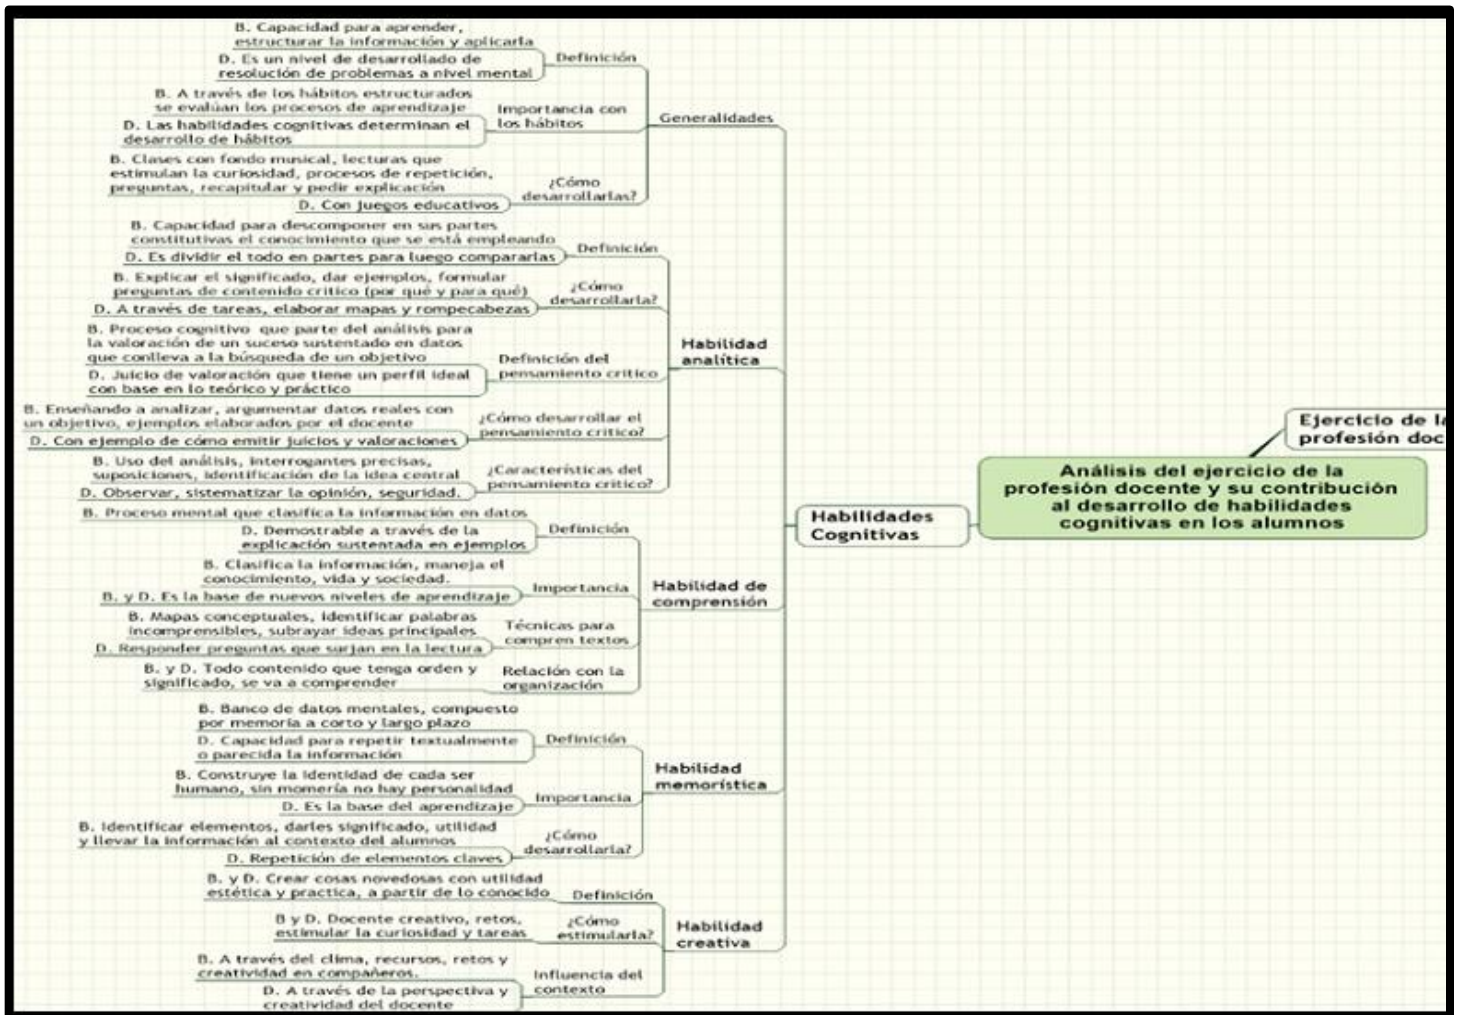 B. Capacidad para aprender,
estructurar la información y aplicarla
D. Es un nivel de desarrollado de
resolución de problemas a nivel mental
Definición
B. A través de los hábitos estructurados
se evalúan los procesos de aprendizaje
D. Las habilidades cognitivas determinan el
desarrollo de hábitos
Importancia con
los hábitos
B. Clases con fondo musical, lecturas que
estimulan la curiosidad, procesos de repetición,
preguntas, recapitular y pedir explicación
D. Con juegos educativos
¿Cómo
desarrollarlas?
Generalidades
B. Capacidad para descomponer en sus partes
constitutivas el conocimiento que se está empleando
D. Es dividir el todo en partes para luego compararlas
Definición
B. Explicar el significado, dar ejemplos, formular
preguntas de contenido critico (por qué y para qué)
D. A través de tareas, elaborar mapas y rompecabezas
¿Cómo
desarrollarla?
B. Proceso cognitivo que parte del análisis para
la valoración de un suceso sustentado en datos
que conlleva a la búsqueda de un objetivo
D. Juicio de valoración que tiene un perfil ideal
con base en lo teórico y práctico
Definición del
pensamiento critico
B. Enseñando a analizar, argumentar datos reales con
un objetivo, ejemplos elaborados por el docente
D. Con ejemplo de cómo emitir juicios y valoraciones
¿Cómo desarrollar el
pensamiento critico?
B. Uso del análisis, interrogantes precisas,
suposiciones, identificación de la idea central
D. Observar, sistematizar la opinión, seguridad.
¿Características del
pensamiento critico?
Habilidad
analítica
B. Proceso mental que clasifica la información en datos
D. Demostrable a través de la
explicación sustentada en ejemplos
Definición
B. Clasifica la información, maneja el
conocimiento, vida y sociedad.
B. y D. Es la base de nuevos niveles de aprendizaje
Importancia
B. Mapas conceptuales, identificar palabras
incomprensibles, subrayar ideas principales
D. Responder preguntas que surjan en la lectura
Técnicas para
compren textos
B. y D. Todo contenido que tenga orden y
significado, se va a comprender
Relación con la
organización
Habilidad de
comprensión
B. Banco de datos mentales, compuesto
por memoria a corto y largo plazo
D. Capacidad para repetir textualmente
o parecida la información
Definición
B. Construye la identidad de cada ser
humano, sin momería no hay personalidad
D. Es la base del aprendizaje
Importancia
B. Identificar elementos, darles significado, utilidad
y llevar la información al contexto del alumnos
D. Repetición de elementos claves
¿Cómo
desarrollarla?
Habilidad
memorística
B. y D. Crear cosas novedosas con utilidad
estética y practica, a partir de lo conocido
Definición
B y D. Docente creativo, retos,
estimular la curiosidad y tareas
¿Cómo
estimularla?
B. A través del clima, recursos, retos y
creatividad en compañeros.
D. A través de la perspectiva y
creatividad del docente
Influencia del
contexto
Habilidad
creativa
Habilidades
Cognitivas
Análisis del ejercicio de la
profesión docente y su contribución
al desarrollo de habilidades
cognitivas en los alumnos
Ejercicio de la
profesión doc